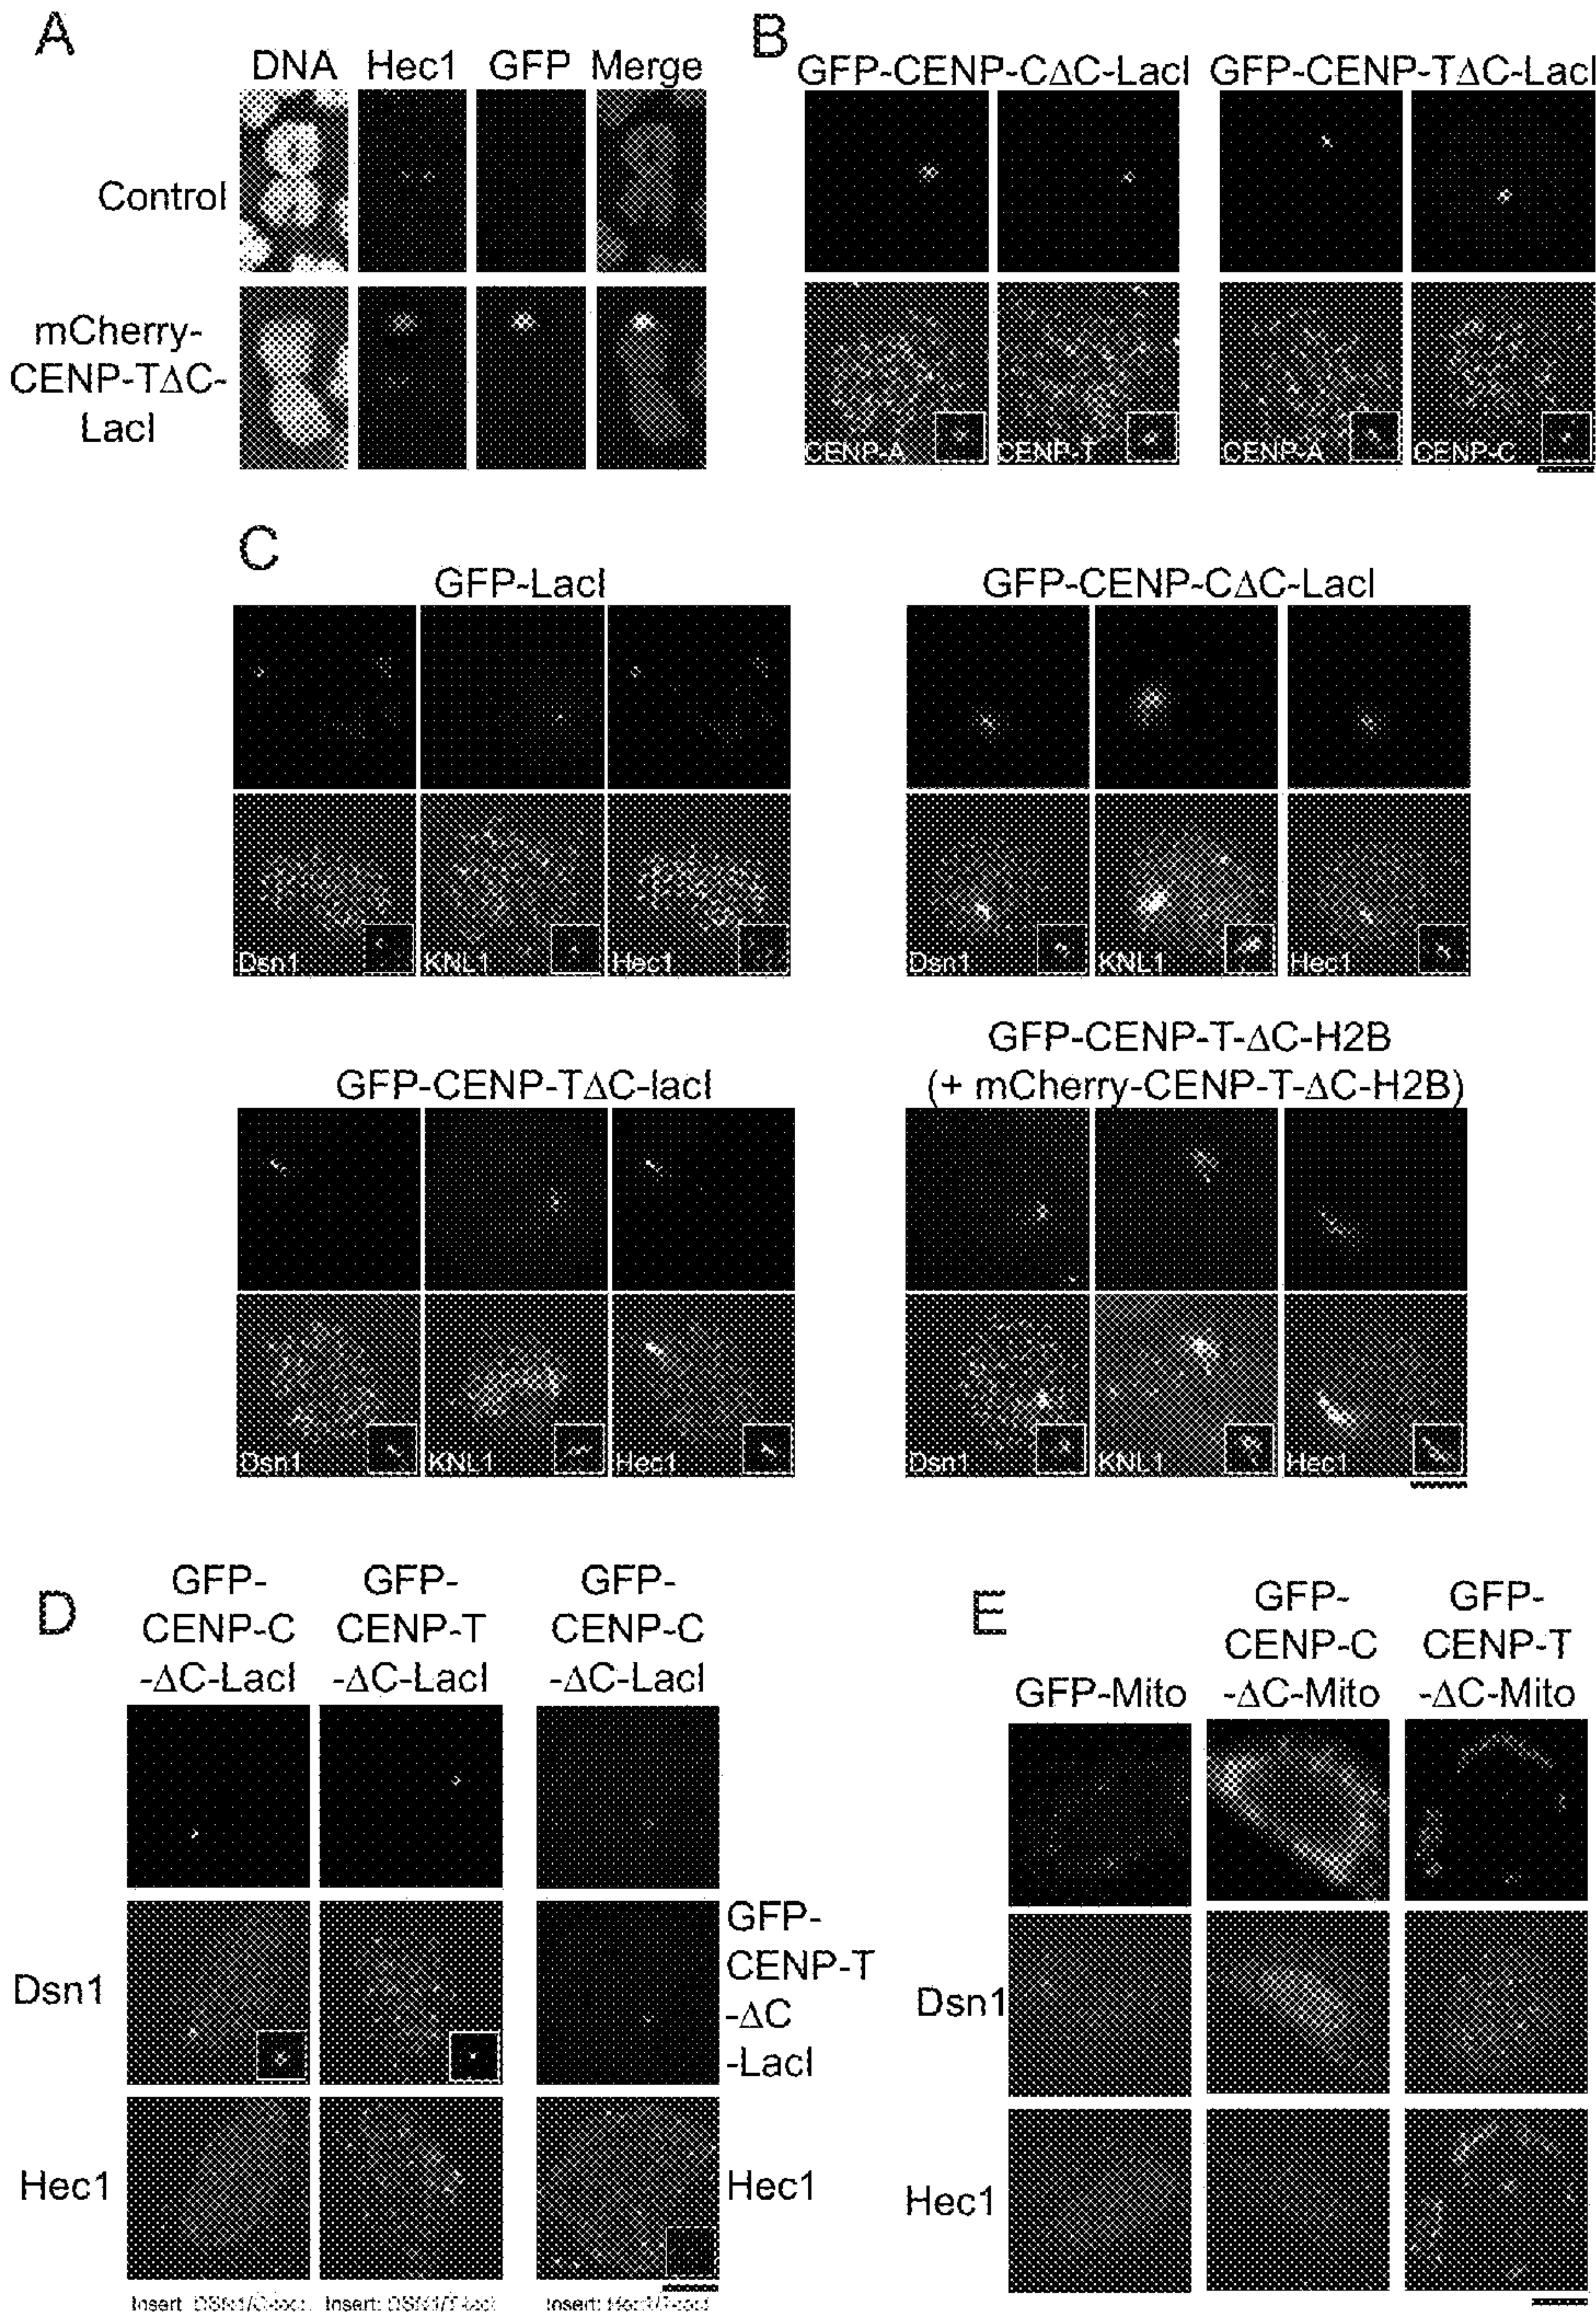 A
DNA Hec1 GFP Merge
Control
mCherry-
CENP-TΔC-
LacI
B
GFP-CENP-CΔC-LacI GFP-CENP-TΔC-LacI
CENP-A CENP-T CENP-A CENP-C
C
GFP-LacI GFP-CENP-CΔC-LacI
Dsn1 KNL1 Hec1 Dsn1 KNL1 Hec1
GFP-CENP-TΔC-lacI
GFP-CENP-T-ΔC-H2B
(+ mCherry-CENP-T-ΔC-H2B)
Dsn1 KNL1 Hec1 Dsn1 KNL1 Hec1
D
GFP-
CENP-C
-ΔC-LacI
GFP-
CENP-T
-ΔC-LacI
GFP-
CENP-C
-ΔC-LacI
Dsn1
GFP-
CENP-T
-ΔC
-LacI
Hec1
Hec1
Insert: Insert: Insert:
E
GFP-Mito
GFP-
CENP-C
-ΔC-Mito
GFP-
CENP-T
-ΔC-Mito
Dsn1
Hec1